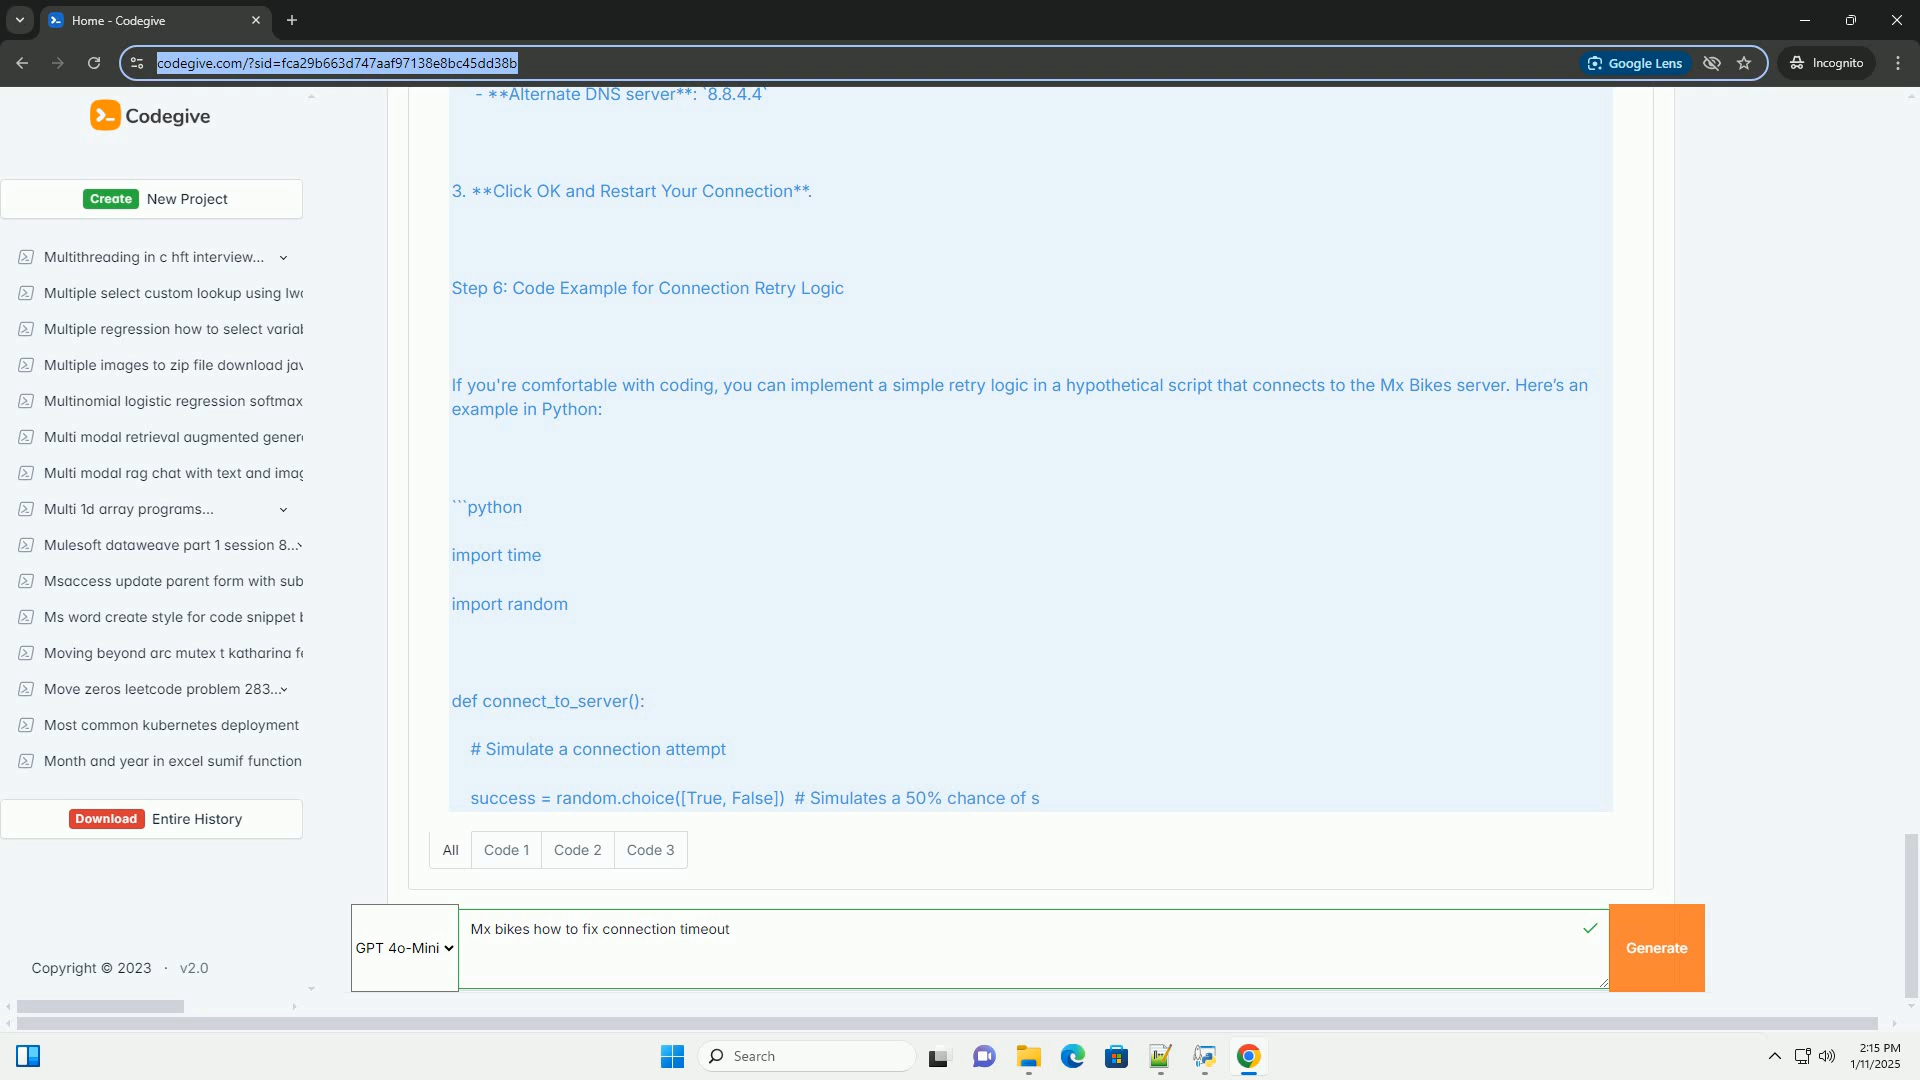 Home - Codegive
codegive.com/?sid=fca29b663d747aaf97138e8bc45dd38b
Google Lens
Incognito
Codegive
Create New Project
Multithreading in c hft interview...
Multiple select custom lookup using lwc
Multiple regression how to select variab
Multiple images to zip file download jav
Multinomial logistic regression softmax
Multi modal retrieval augmented genera
Multi modal rag chat with text and imag
Multi 1d array programs...
Mulesoft dataweave part 1 session 8...
Msaccess update parent form with sub
Ms word create style for code snippet b
Moving beyond arc mutex t katharina fe
Move zeros leetcode problem 283...
Most common kubernetes deployment
Month and year in excel sumif function
Download Entire History
Copyright © 2023 · v2.0
- **Alternate DNS server**: `8.8.4.4`
3. **Click OK and Restart Your Connection**.
Step 6: Code Example for Connection Retry Logic
If you're comfortable with coding, you can implement a simple retry logic in a hypothetical script that connects to the Mx Bikes server. Here’s an
example in Python:
```python
import time
import random
def connect_to_server():
# Simulate a connection attempt
success = random.choice([True, False])  # Simulates a 50% chance of s
All Code 1 Code 2 Code 3
GPT 4o-Mini
Mx bikes how to fix connection timeout
Generate
Search
2:15 PM
1/11/2025